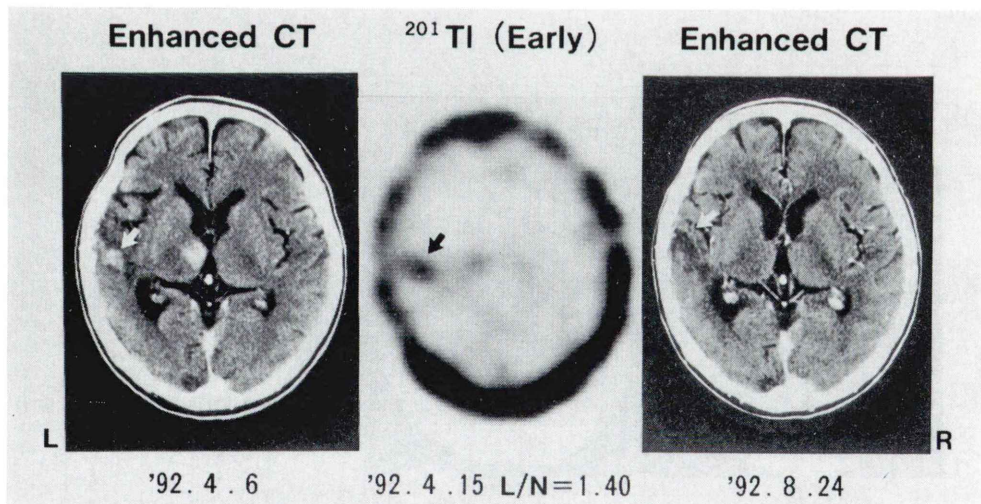 Enhanced CT
²⁰¹Tl (Early)
Enhanced CT
L
R
'92.4.6
'92.4.15 L/N=1.40
'92.8.24